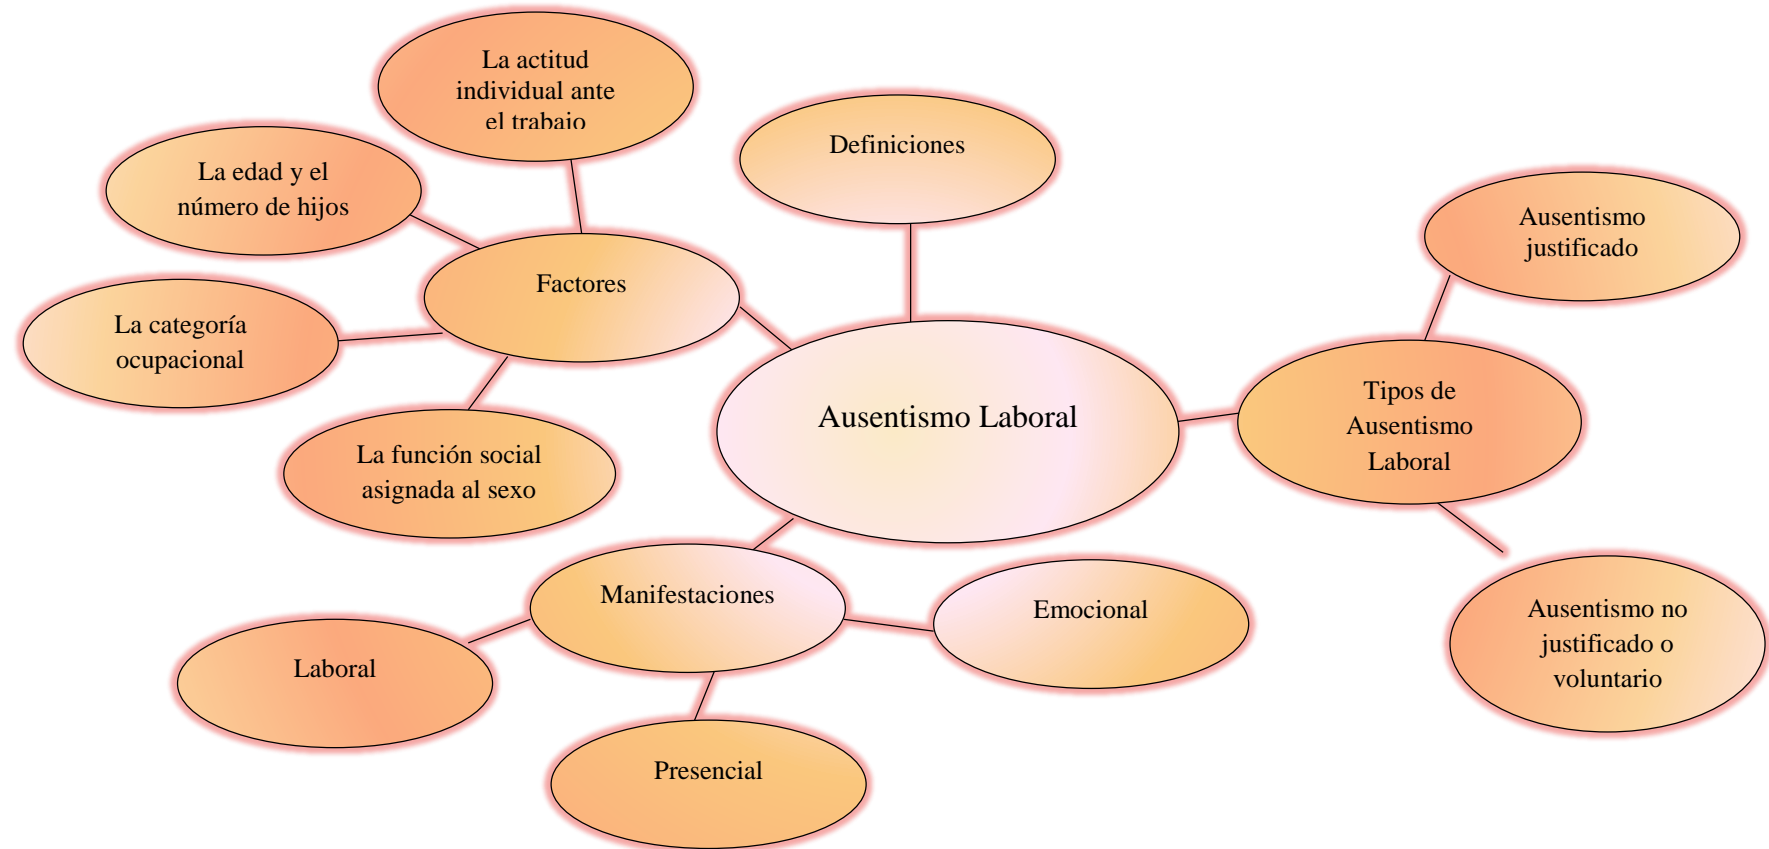 La actitud
individual ante
el trabajo
Definiciones
La edad y el
número de hijos
Ausentismo
justificado
Factores
La categoría
ocupacional
Ausentismo Laboral
Tipos de
Ausentismo
Laboral
La función social
asignada al sexo
Manifestaciones
Emocional
Ausentismo no
justificado o
voluntario
Laboral
Presencial